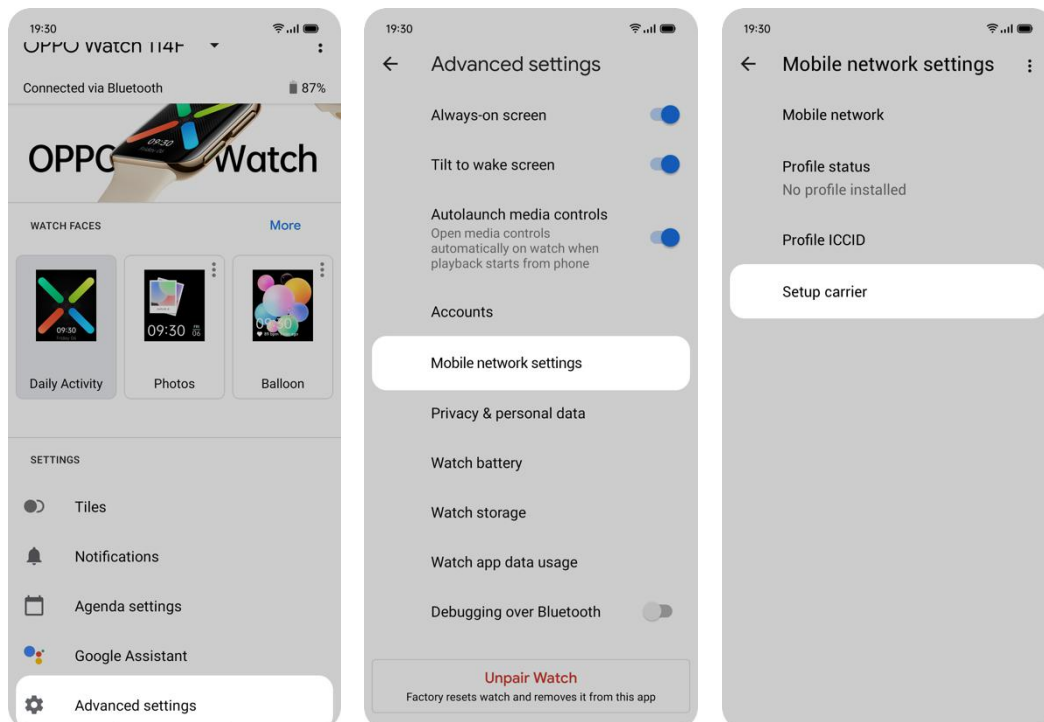 19:30
OPPO Watch 114F
Connected via Bluetooth
87%
OPPO Watch
09:30
WATCH FACES
More
09:30
09:30
09:30
Daily Activity
Photos
Balloon
SETTINGS
Tiles
Notifications
Agenda settings
Google Assistant
Advanced settings
19:30
Advanced settings
Always-on screen
Tilt to wake screen
Autolaunch media controls
Open media controls
automatically on watch when
playback starts from phone
Accounts
Mobile network settings
Privacy & personal data
Watch battery
Watch storage
Watch app data usage
Debugging over Bluetooth
Unpair Watch
Factory resets watch and removes it from this app
19:30
Mobile network settings
Mobile network
Profile status
No profile installed
Profile ICCID
Setup carrier